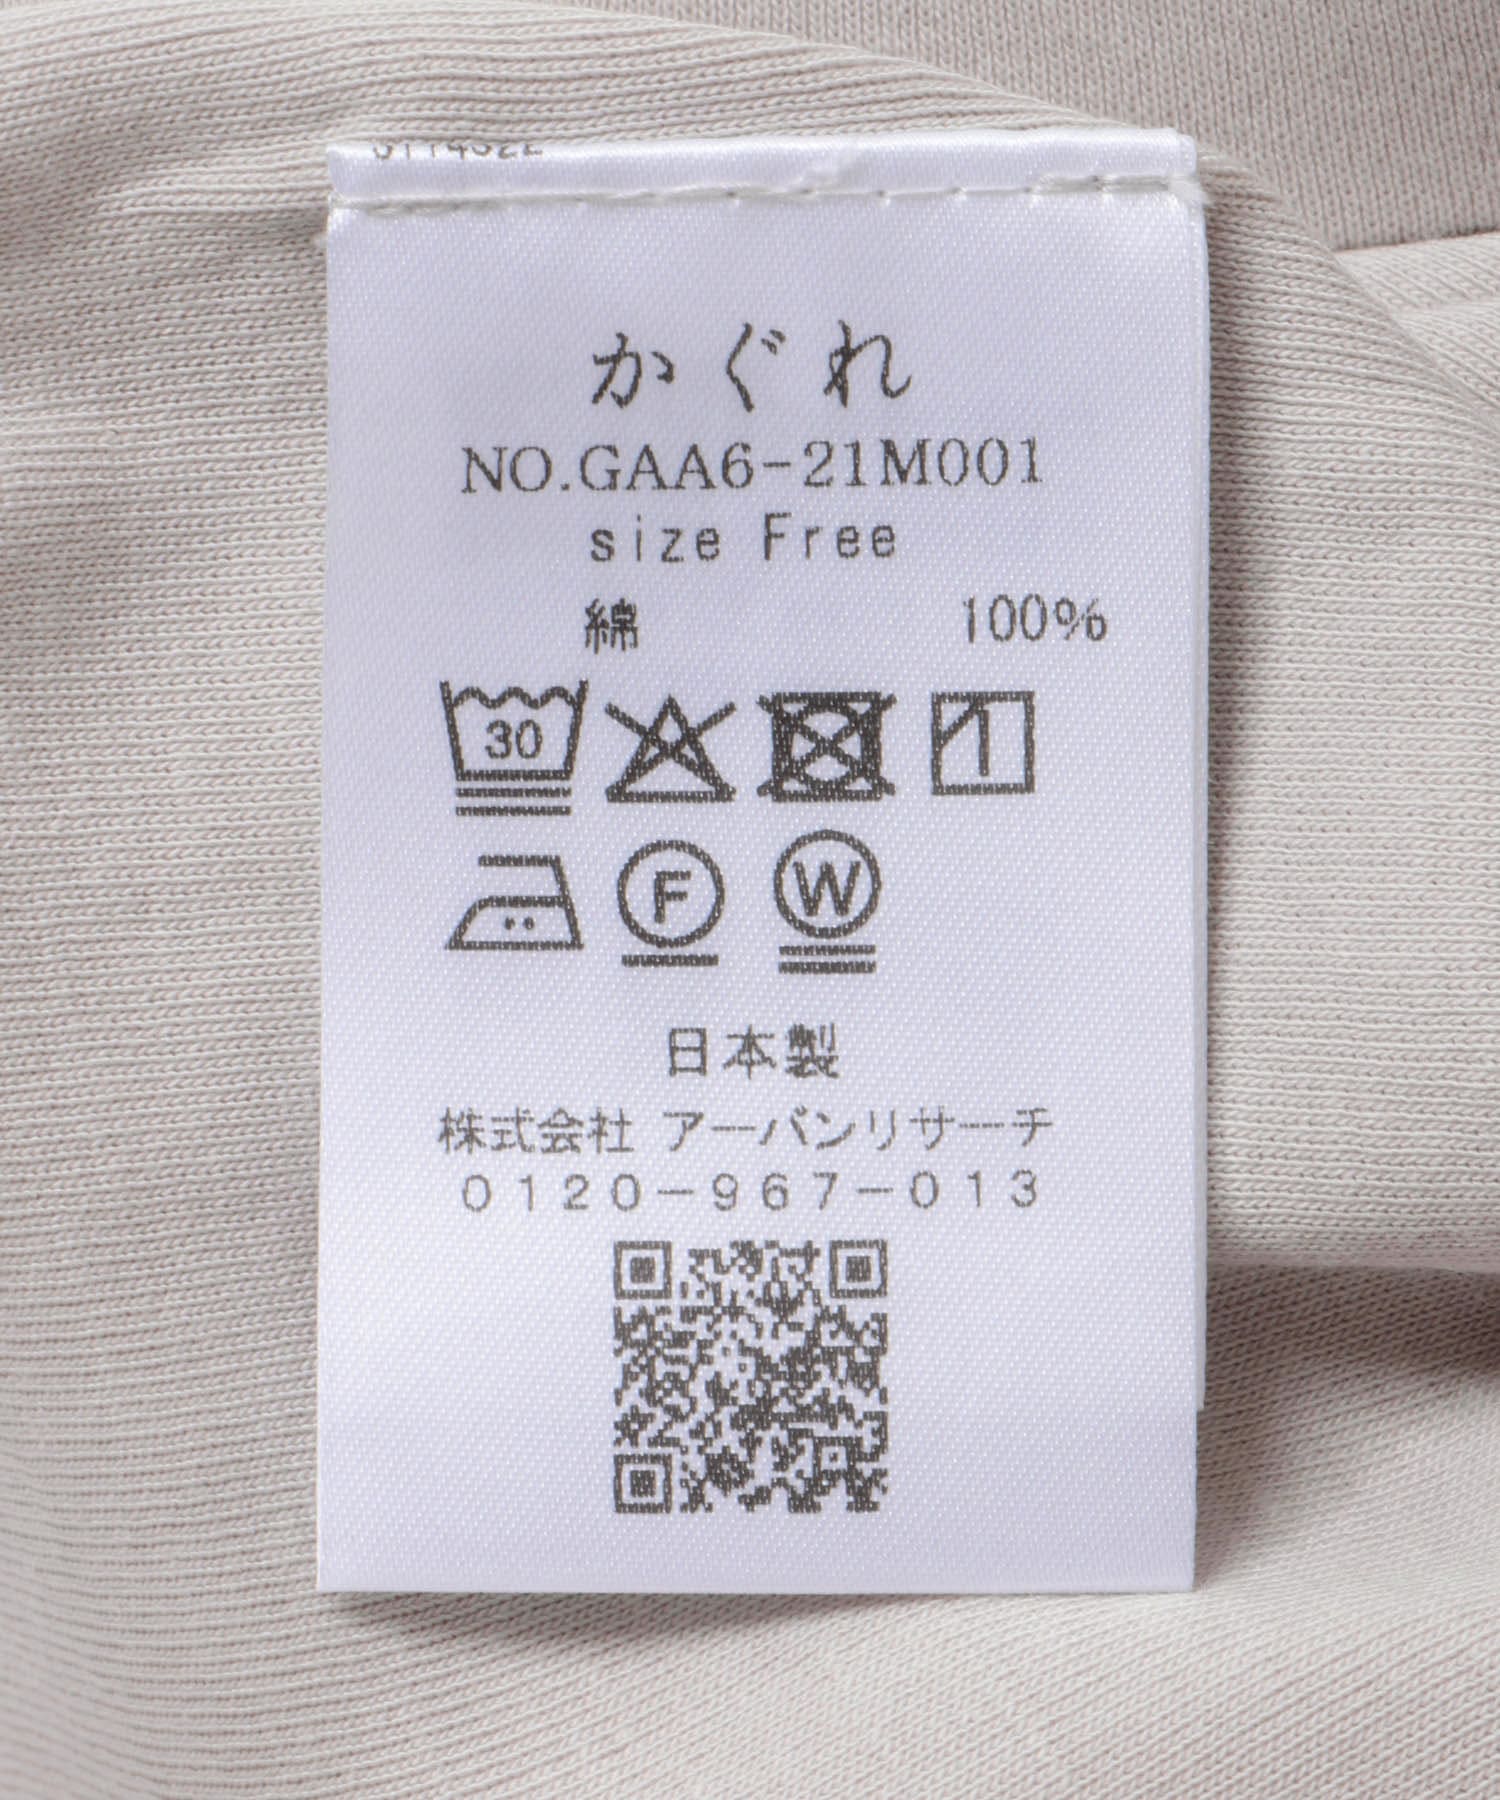 かぐれ
NO.GAA6-21M001
size Free
綿 100%
30
F W
日本製
株式会社 アーバンリサーチ
0120-967-013